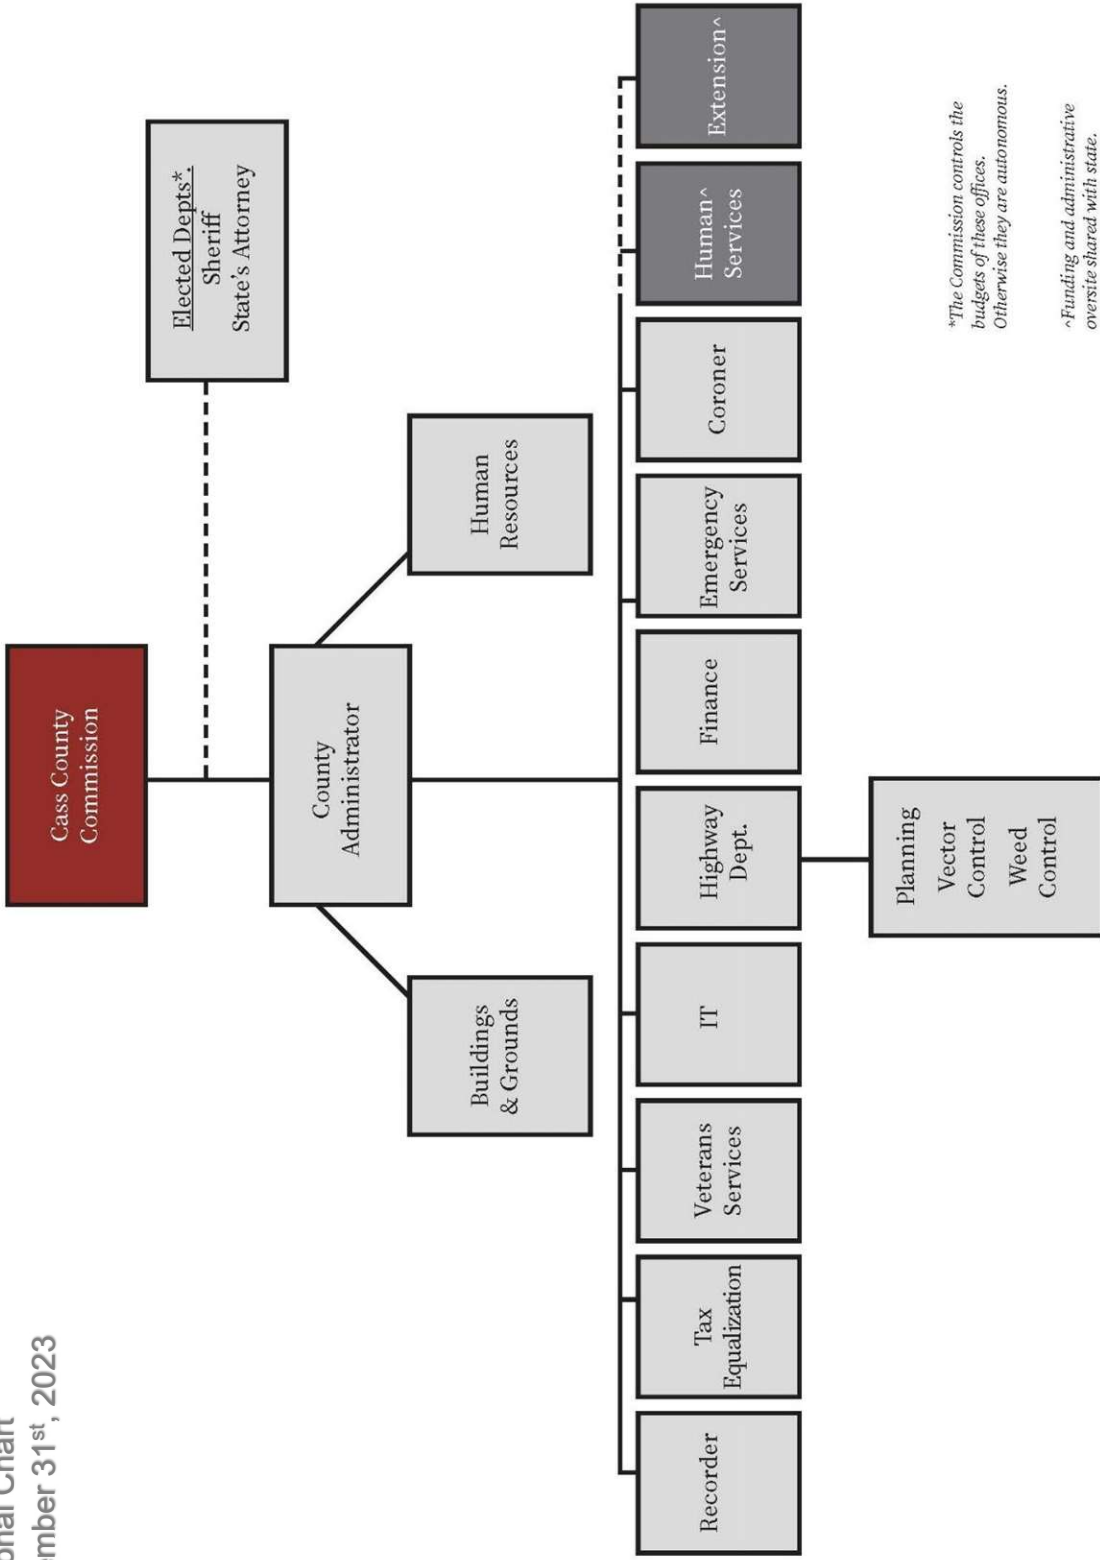 onal Chart
ember 31st, 2023
Cass County
Commission
Elected Depts*.
Sheriff
State's Attorney
County
Administrator
Buildings
& Grounds
Human
Resources
Recorder
Tax
Equalization
Veterans
Services
IT
Highway
Dept.
Finance
Emergency
Services
Coroner
Human^
Services
Extension^
Planning
Vector
Control
Weed
Control
*The Commission controls the
budgets of these offices.
Otherwise they are autonomous.
^Funding and administrative
oversite shared with state.